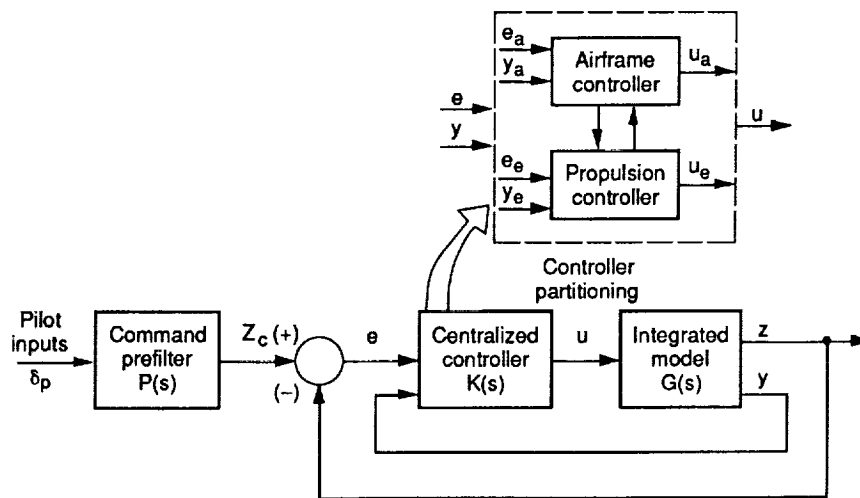 e_a
y_a
Airframe
controller
u_a
e
y
u
e_e
y_e
Propulsion
controller
u_e
Controller
partitioning
Pilot
inputs
δ_p
Command
prefilter
P(s)
Z_c (+)
(−)
e
Centralized
controller
K(s)
u
Integrated
model
G(s)
z
y